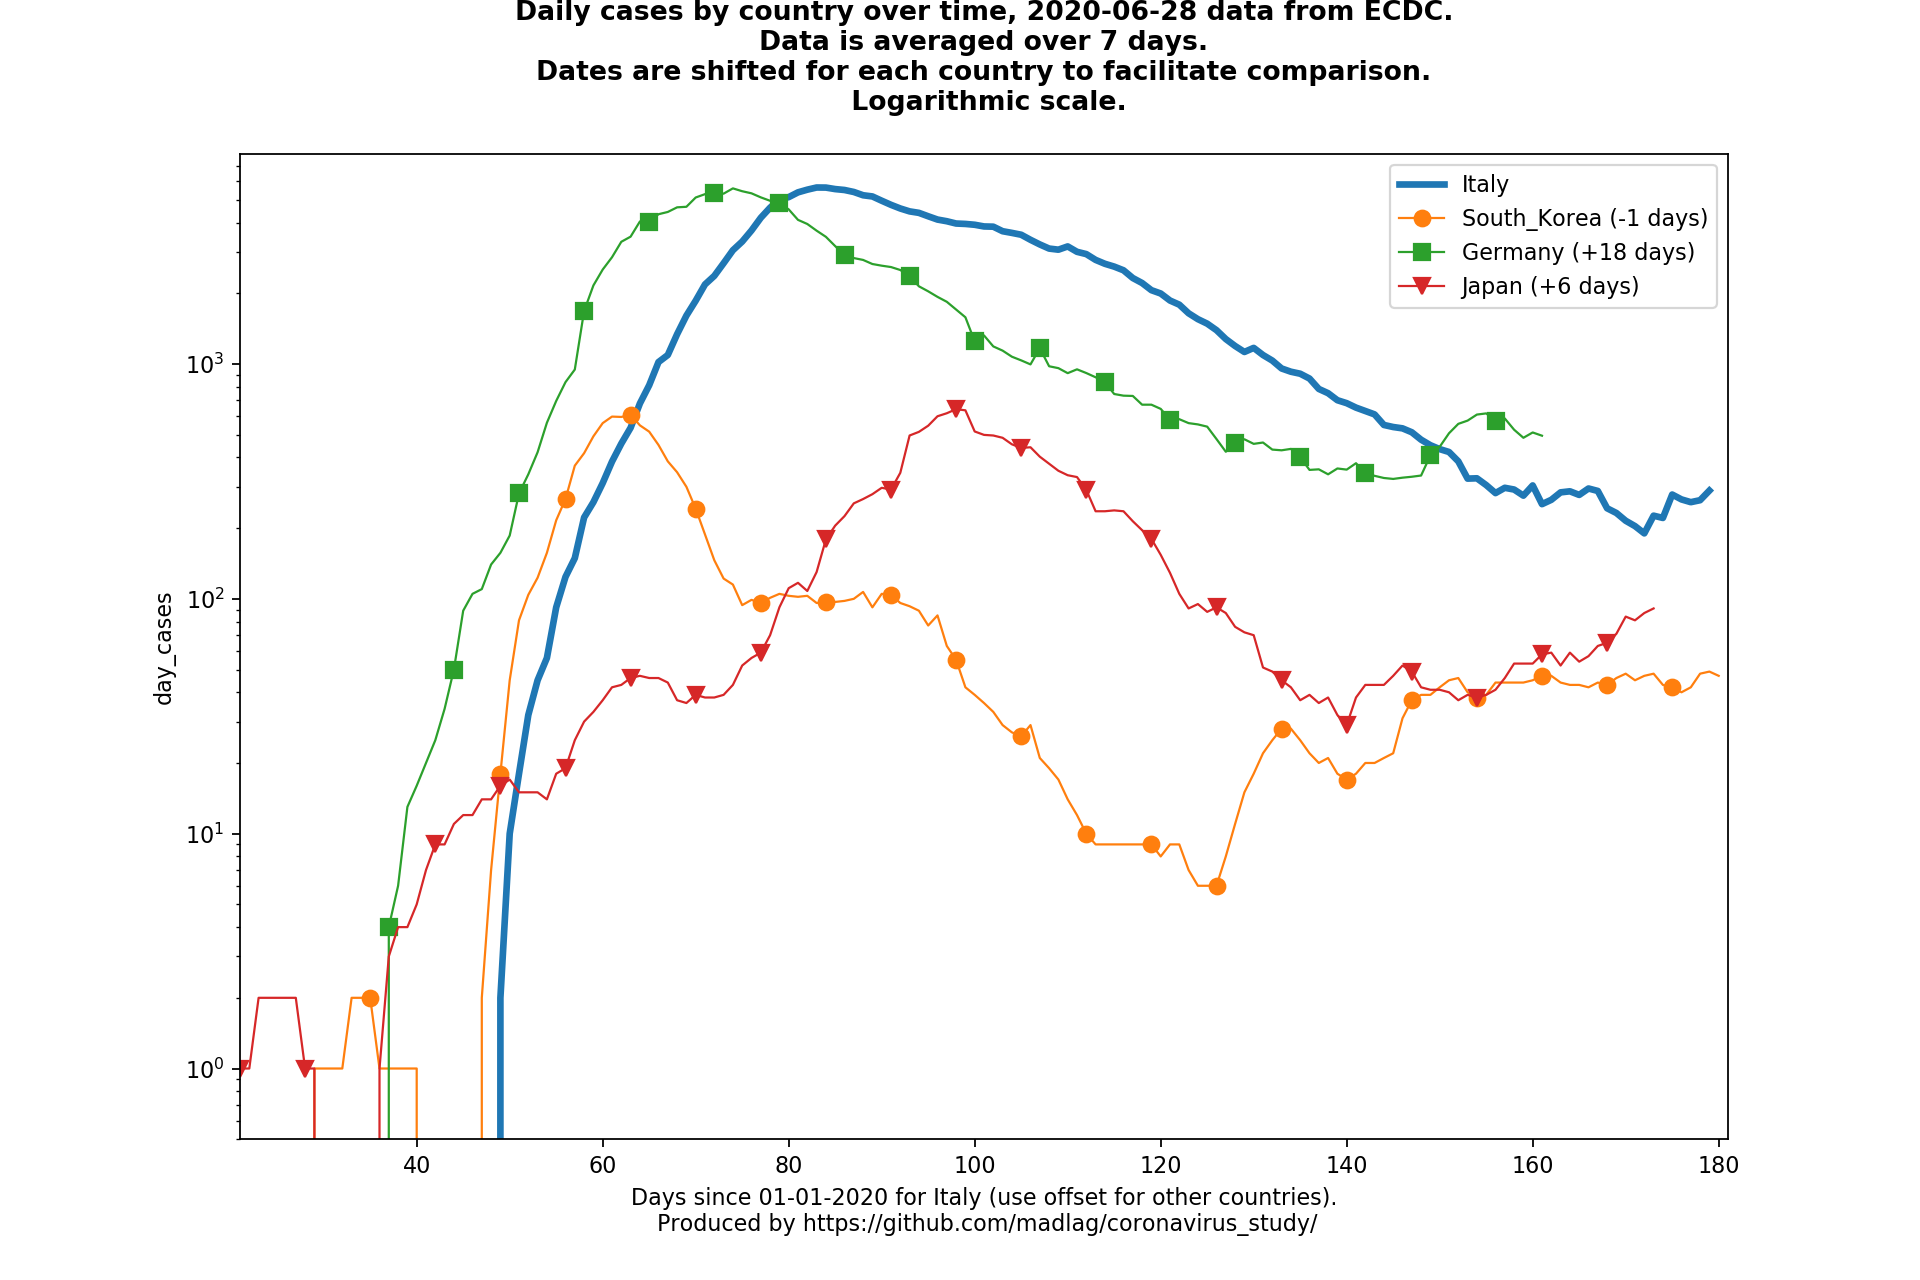 Daily cases by country over time, 2020-06-28 data from ECDC.
Data is averaged over 7 days.
Dates are shifted for each country to facilitate comparison.
Logarithmic scale.
Italy
South_Korea (-1 days)
Germany (+18 days)
Japan (+6 days)
day_cases
10³
10²
10¹
10⁰
40 60 80 100 120 140 160 180
Days since 01-01-2020 for Italy (use offset for other countries).
Produced by https://github.com/madlag/coronavirus_study/